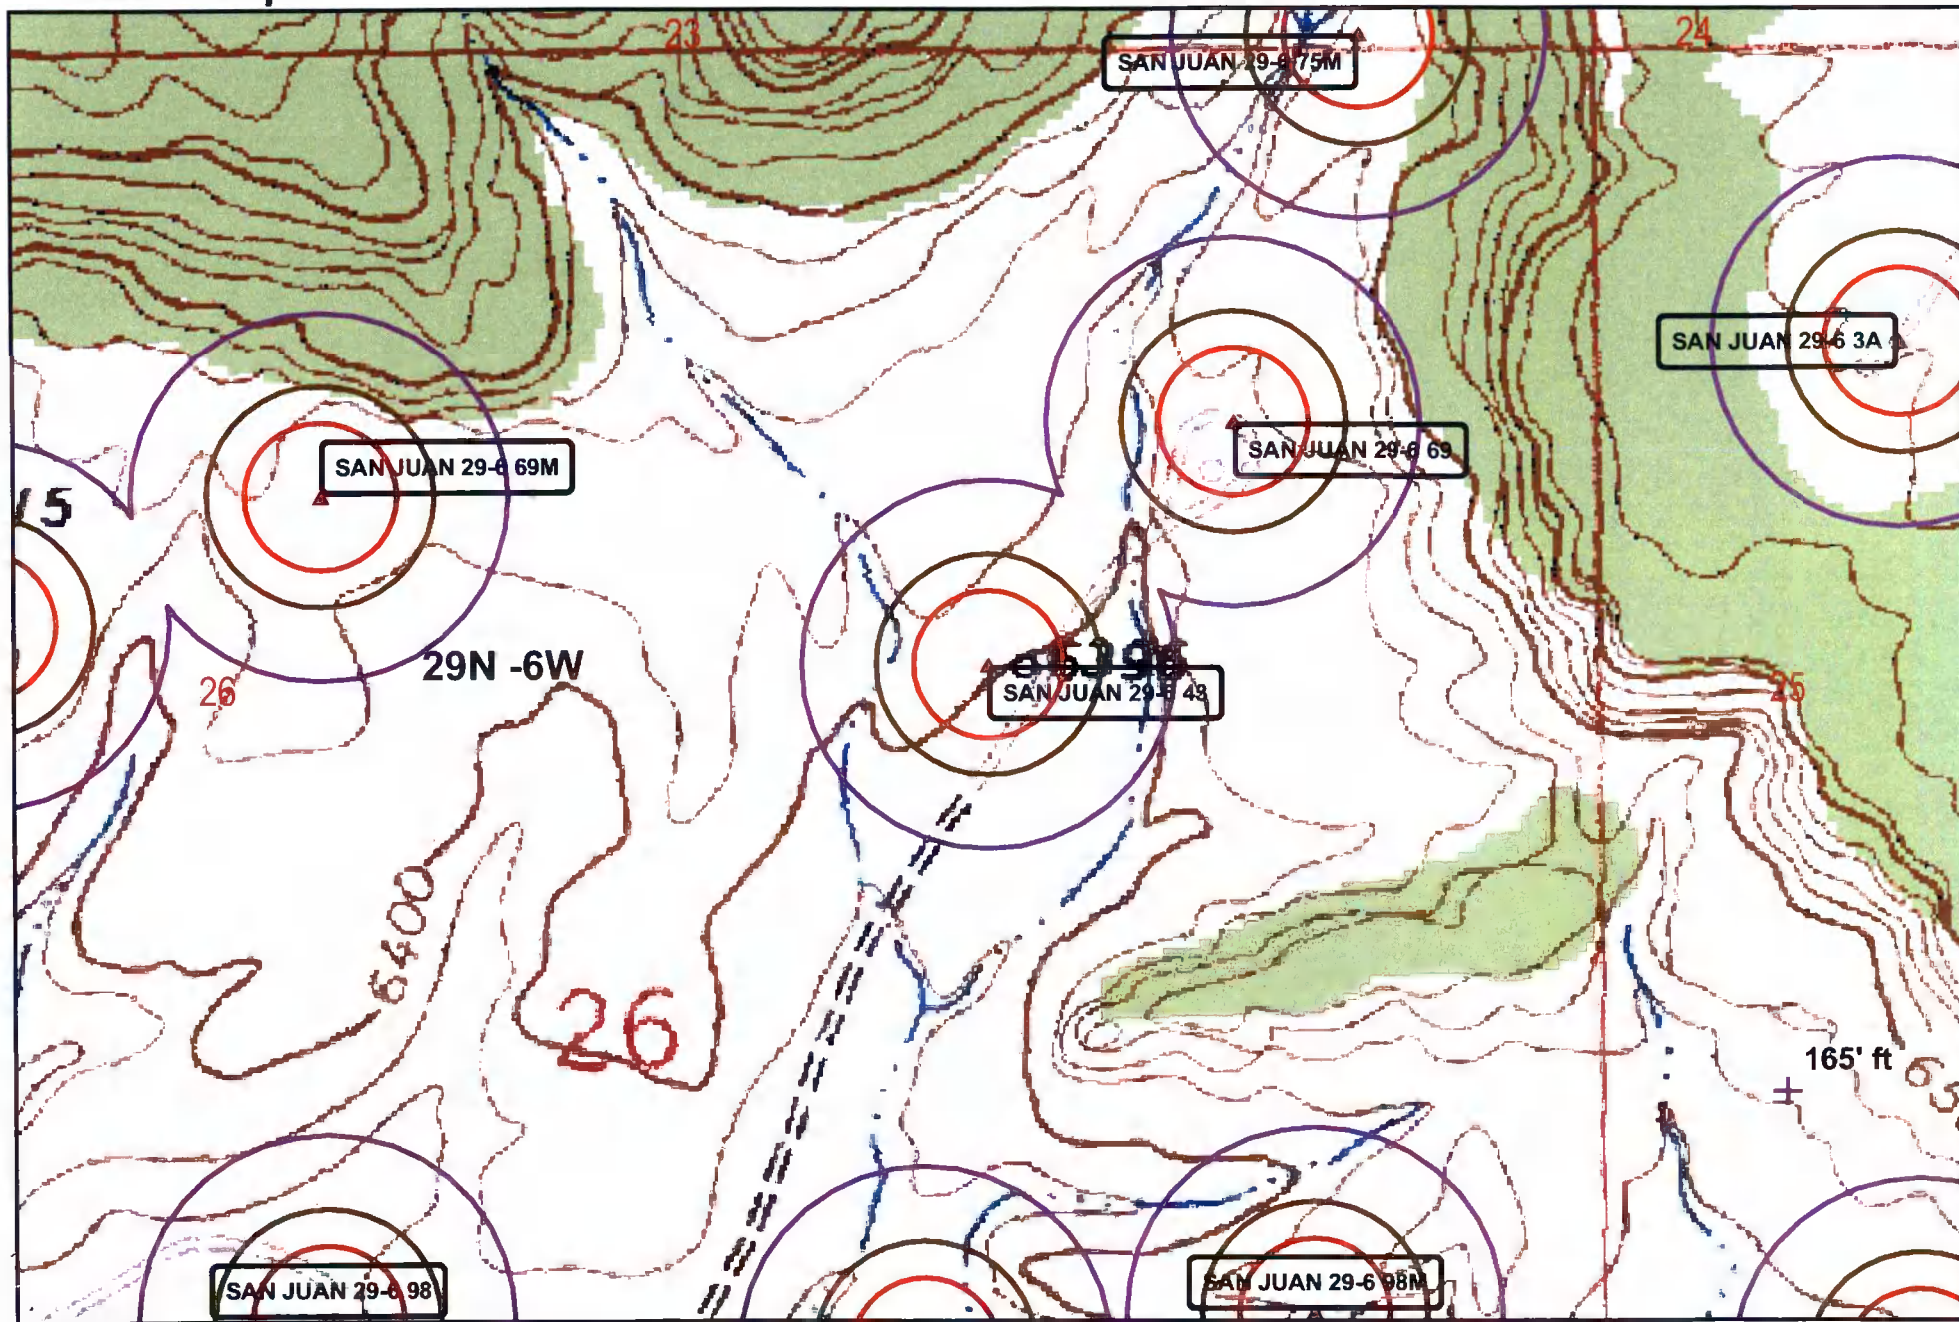 23
24
SAN JUAN 29-6 75M
SAN JUAN 29-6 3A
SAN JUAN 29-6 69
SAN JUAN 29-6 69M
15
29N -6W
26
25
SAN JUAN 29-6 43
6400
26
165' ft
SAN JUAN 29-6 98M
SAN JUAN 29-6 98